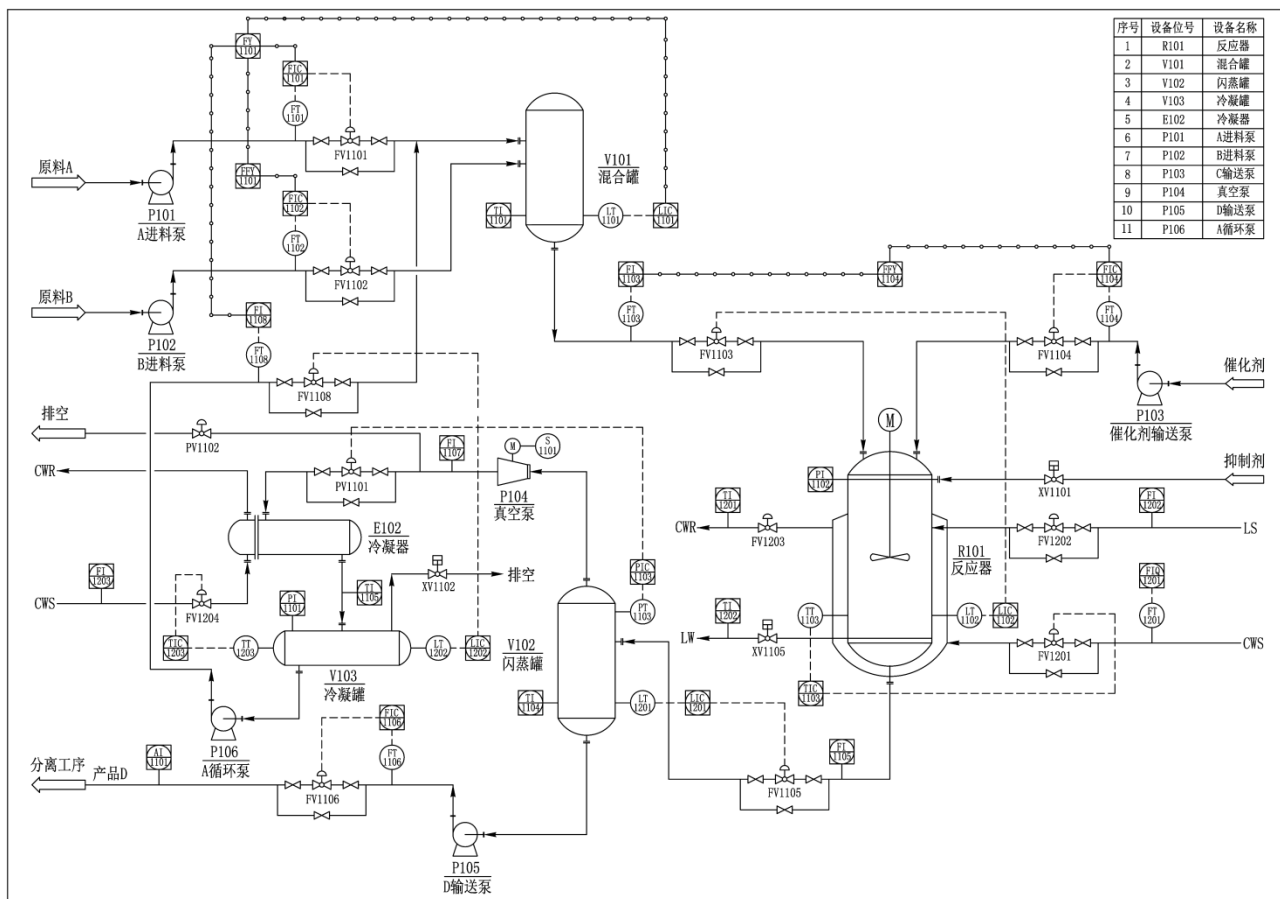 序号 设备位号 设备名称
1 R101 反应器
2 V101 混合罐
3 V102 闪蒸罐
4 V103 冷凝罐
5 E102 冷凝器
6 P101 A进料泵
7 P102 B进料泵
8 P103 C输送泵
9 P104 真空泵
10 P105 D输送泵
11 P106 A循环泵
FY
1101
FIC
1101
FT
1101
FV1101
原料A
P101
A进料泵
FFY
1101
FIC
1102
FT
1102
FV1102
原料B
P102
B进料泵
V101
混合罐
TI
1101
LT
1101
LIC
1101
FI
1108
FT
1108
FV1108
FI
1103
FT
1103
FV1103
FFY
1104
FIC
1104
FT
1104
FV1104
催化剂
P103
催化剂输送泵
排空
PV1102
CWR
PV1101
FI
1107
M
S
1101
P104
真空泵
E102
冷凝器
CWS
FI
1203
FV1204
TIC
1203
TT
1203
PI
1101
TI
1105
XV1102
排空
LT
1202
LIC
1202
V103
冷凝罐
P106
A循环泵
PIC
1103
PT
1103
V102
闪蒸罐
TI
1104
LT
1201
LIC
1201
M
PI
1102
XV1101
抑制剂
TI
1201
CWR
FV1203
FI
1202
FV1202
LS
R101
反应器
TI
1202
LW
XV1105
TT
1103
TIC
1103
LT
1102
LIC
1102
FIQ
1201
FT
1201
FV1201
CWS
FI
1105
FV1105
分离工序
产品D
AI
1101
FV1106
FIC
1106
FT
1106
P105
D输送泵